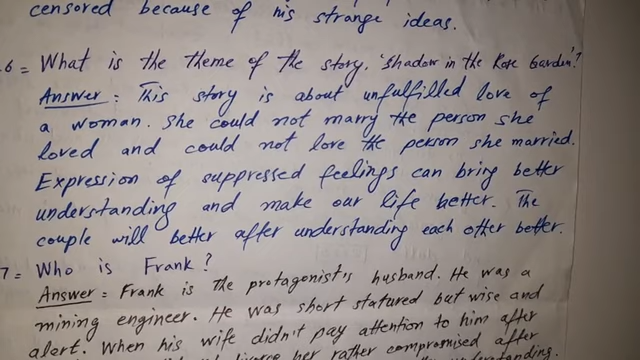 censored because of his strange ideas.
6= What is the theme of the story. 'Shadow in the Rose Garden'?
Answer: This story is about unfulfilled love of
a woman. She could not marry the person she
loved and could not love the person she married.
Expression of suppressed feelings can bring better
understanding and make our life better. The
couple will better after understanding each other better.
7= Who is Frank?
Answer= Frank is the protagonist's husband. He was a
mining engineer. He was short statured but wise and
alert. When his wife didn't pay attention to him after
her rather compromised after
understanding.